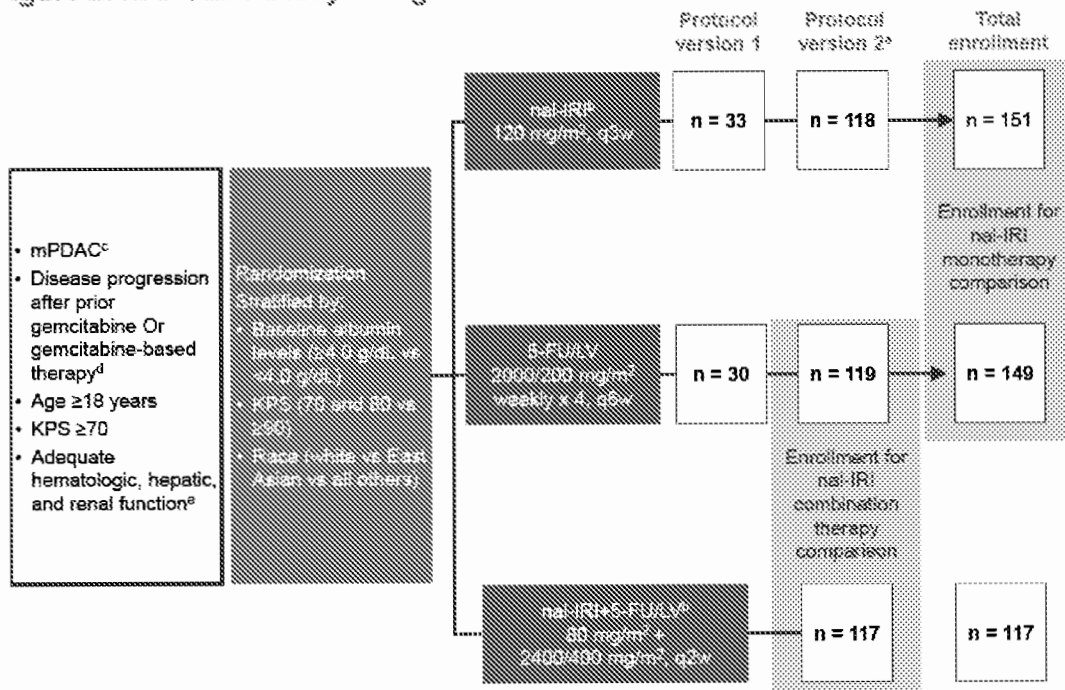 Protocol
version 1
Protocol
version 2ª
Total
enrollment
nal-IRIᵇ
120 mg/m², q3w
n = 33
n = 118
n = 151
• mPDACᶜ
• Disease progression
after prior
gemcitabine Or
gemcitabine-based
therapyᵈ
• Age ≥18 years
• KPS ≥70
• Adequate
hematologic, hepatic,
and renal functionᵉ
Randomization
Stratified by:
• Baseline albumin
levels (≥4.0 g/dL vs
<4.0 g/dL)
• KPS (70 and 80 vs
≥90)
• Race (white vs East
Asian vs all others)
Enrollment for
nal-IRI
monotherapy
comparison
5-FU/LV
2000/200 mg/m²
weekly x 4, q6w
n = 30
n = 119
n = 149
Enrollment for
nal-IRI
combination
therapy
comparison
nal-IRI+5-FU/LVᵇ
80 mg/m² +
2400/400 mg/m², q2w
n = 117
n = 117